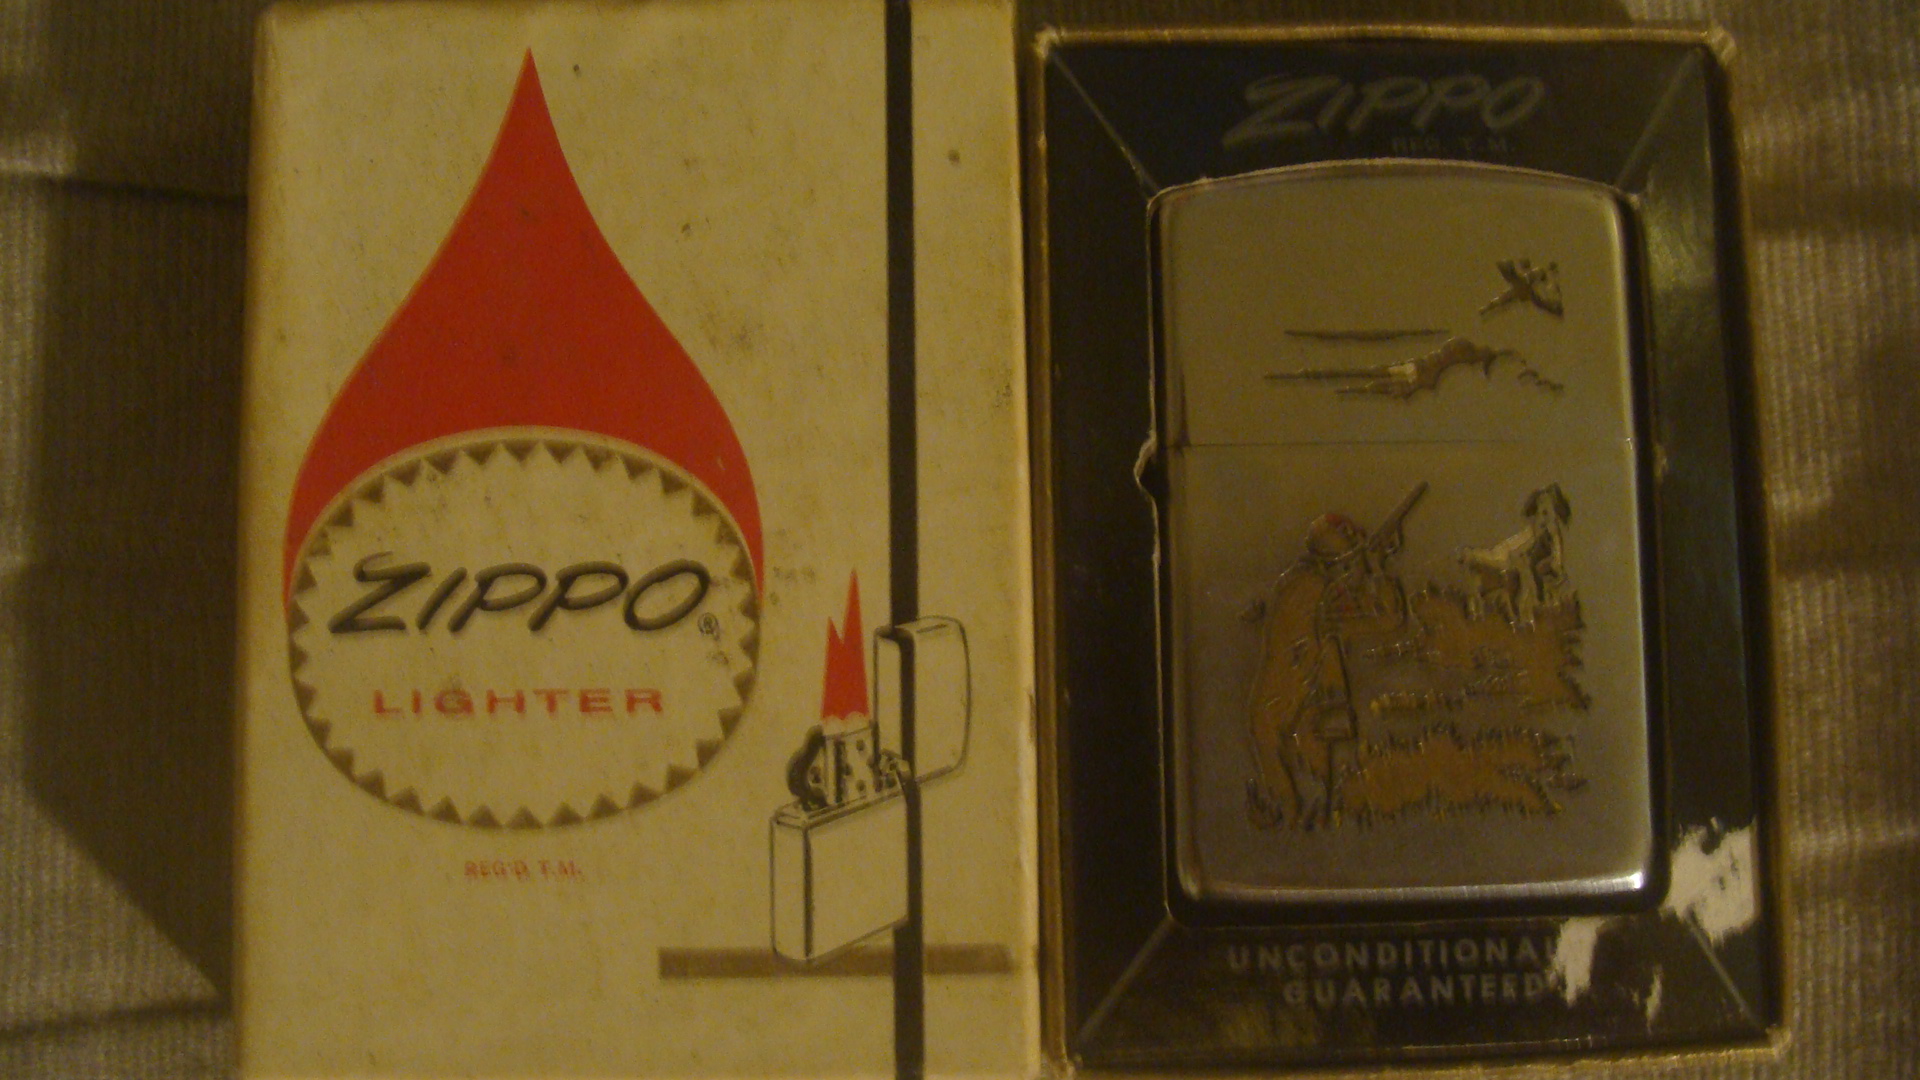 ZIPPO®
LIGHTER
REG'D. T.M.
ZIPPO
REG. T.M.
UNCONDITIONAL
GUARANTEED